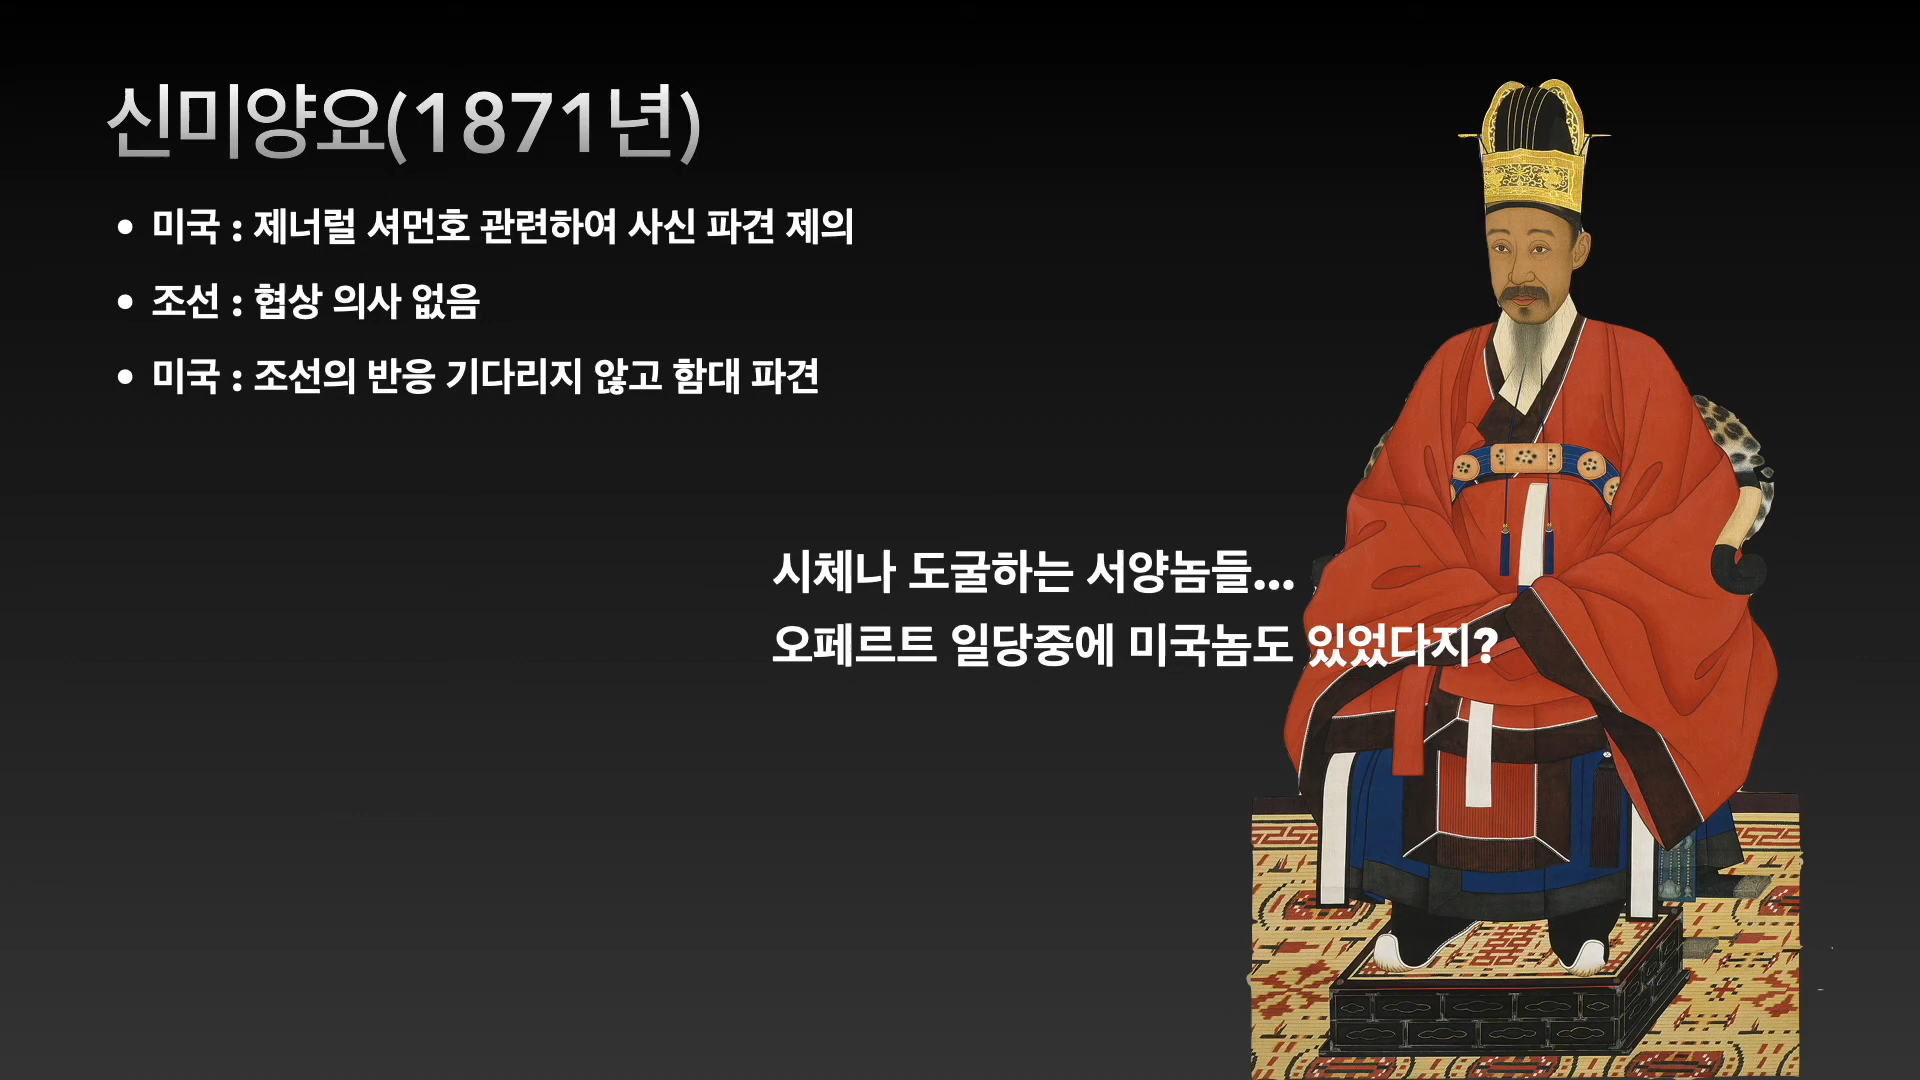 신미양요(1871년)
• 미국 : 제너럴 셔먼호 관련하여 사신 파견 제의
• 조선 : 협상 의사 없음
• 미국 : 조선의 반응 기다리지 않고 함대 파견
시체나 도굴하는 서양놈들...
오페르트 일당중에 미국놈도 있었다지?
囍